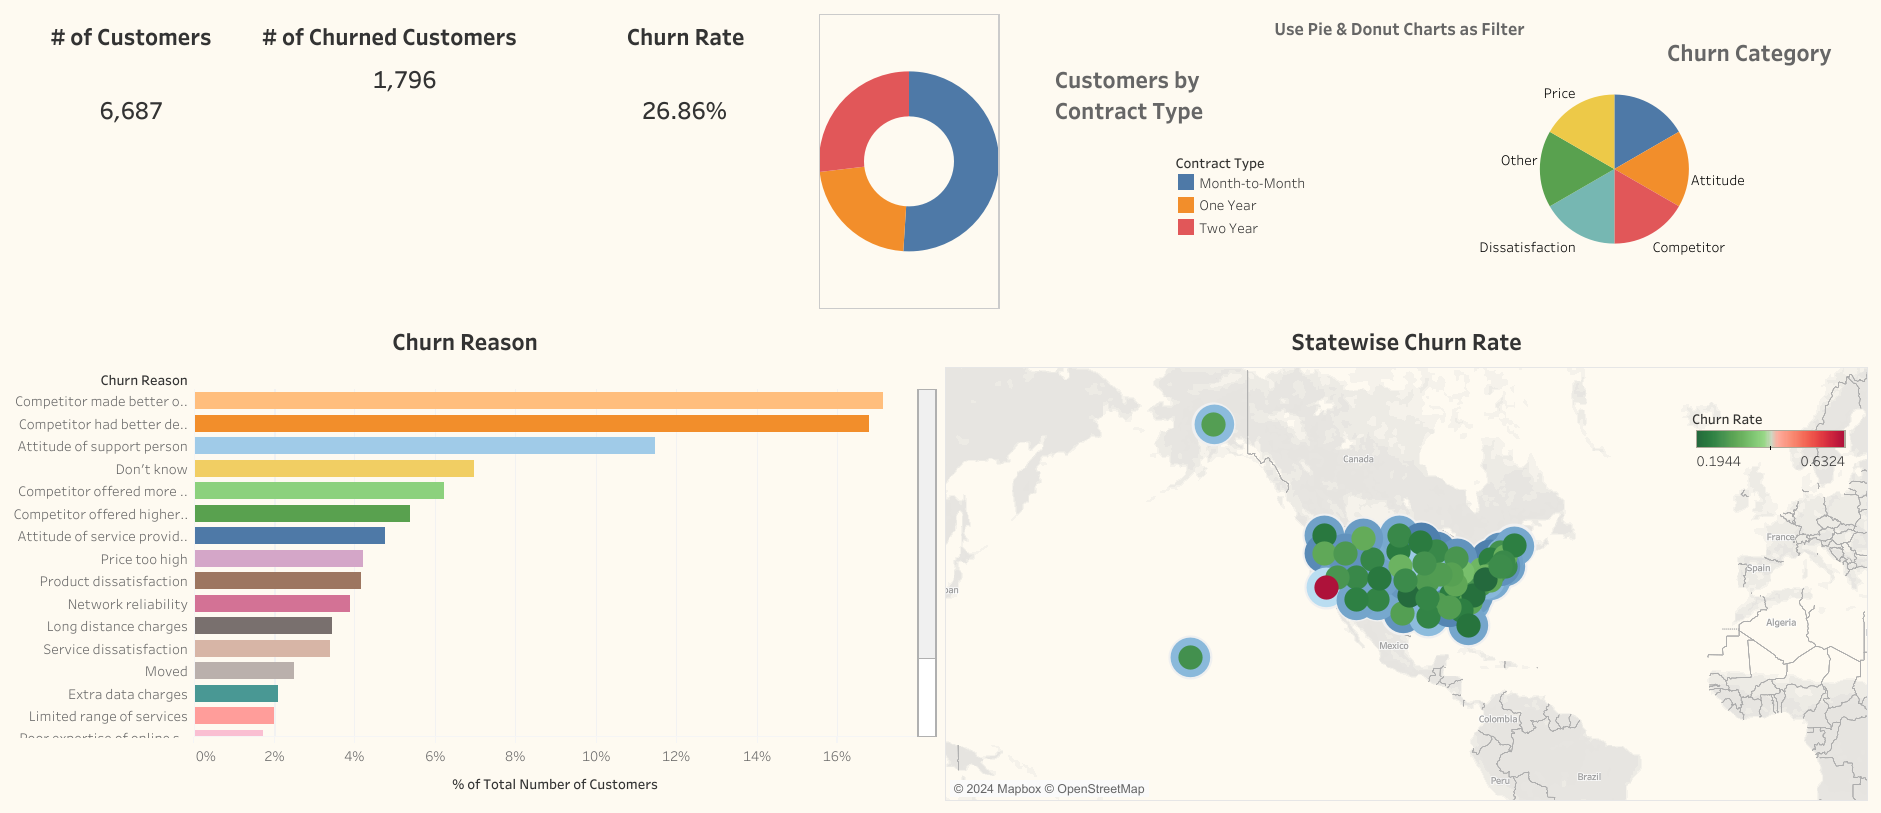 # of Customers
6,687
# of Churned Customers
1,796
Churn Rate
26.86%
Customers by
Contract Type
Contract Type
Month-to-Month
One Year
Two Year
Use Pie & Donut Charts as Filter
Churn Category
Price
Other
Attitude
Dissatisfaction
Competitor
Churn Reason
Churn Reason
Competitor made better o..
Competitor had better de..
Attitude of support person
Don't know
Competitor offered more ..
Competitor offered higher..
Attitude of service provid..
Price too high
Product dissatisfaction
Network reliability
Long distance charges
Service dissatisfaction
Moved
Extra data charges
Limited range of services
Poor expertise of online s..
0% 2% 4% 6% 8% 10% 12% 14% 16%
% of Total Number of Customers
Statewise Churn Rate
Churn Rate
0.1944 0.6324
Canada
France
Spain
pan
Algeria
Mexico
Colombia
Peru
Brazil
© 2024 Mapbox © OpenStreetMap